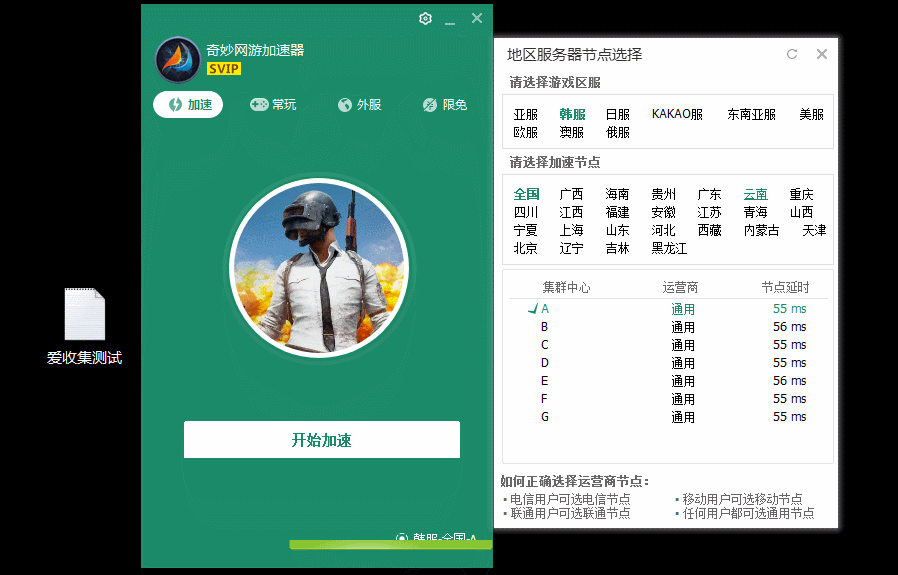 奇妙网游加速器
SVIP
加速 常玩 外服 限免
开始加速
韩服-全国-A
爱收集测试
地区服务器节点选择
请选择游戏区服
亚服 韩服 日服 KAKAO服 东南亚服 美服
欧服 澳服 俄服
请选择加速节点
全国 广西 海南 贵州 广东 云南 重庆
四川 江西 福建 安徽 江苏 青海 山西
宁夏 上海 山东 河北 西藏 内蒙古 天津
北京 辽宁 吉林 黑龙江
集群中心 运营商 节点延时
A 通用 55 ms
B 通用 56 ms
C 通用 55 ms
D 通用 55 ms
E 通用 56 ms
F 通用 55 ms
G 通用 55 ms
如何正确选择运营商节点：
▪电信用户可选电信节点 ▪移动用户可选移动节点
▪联通用户可选联通节点 ▪任何用户都可选通用节点